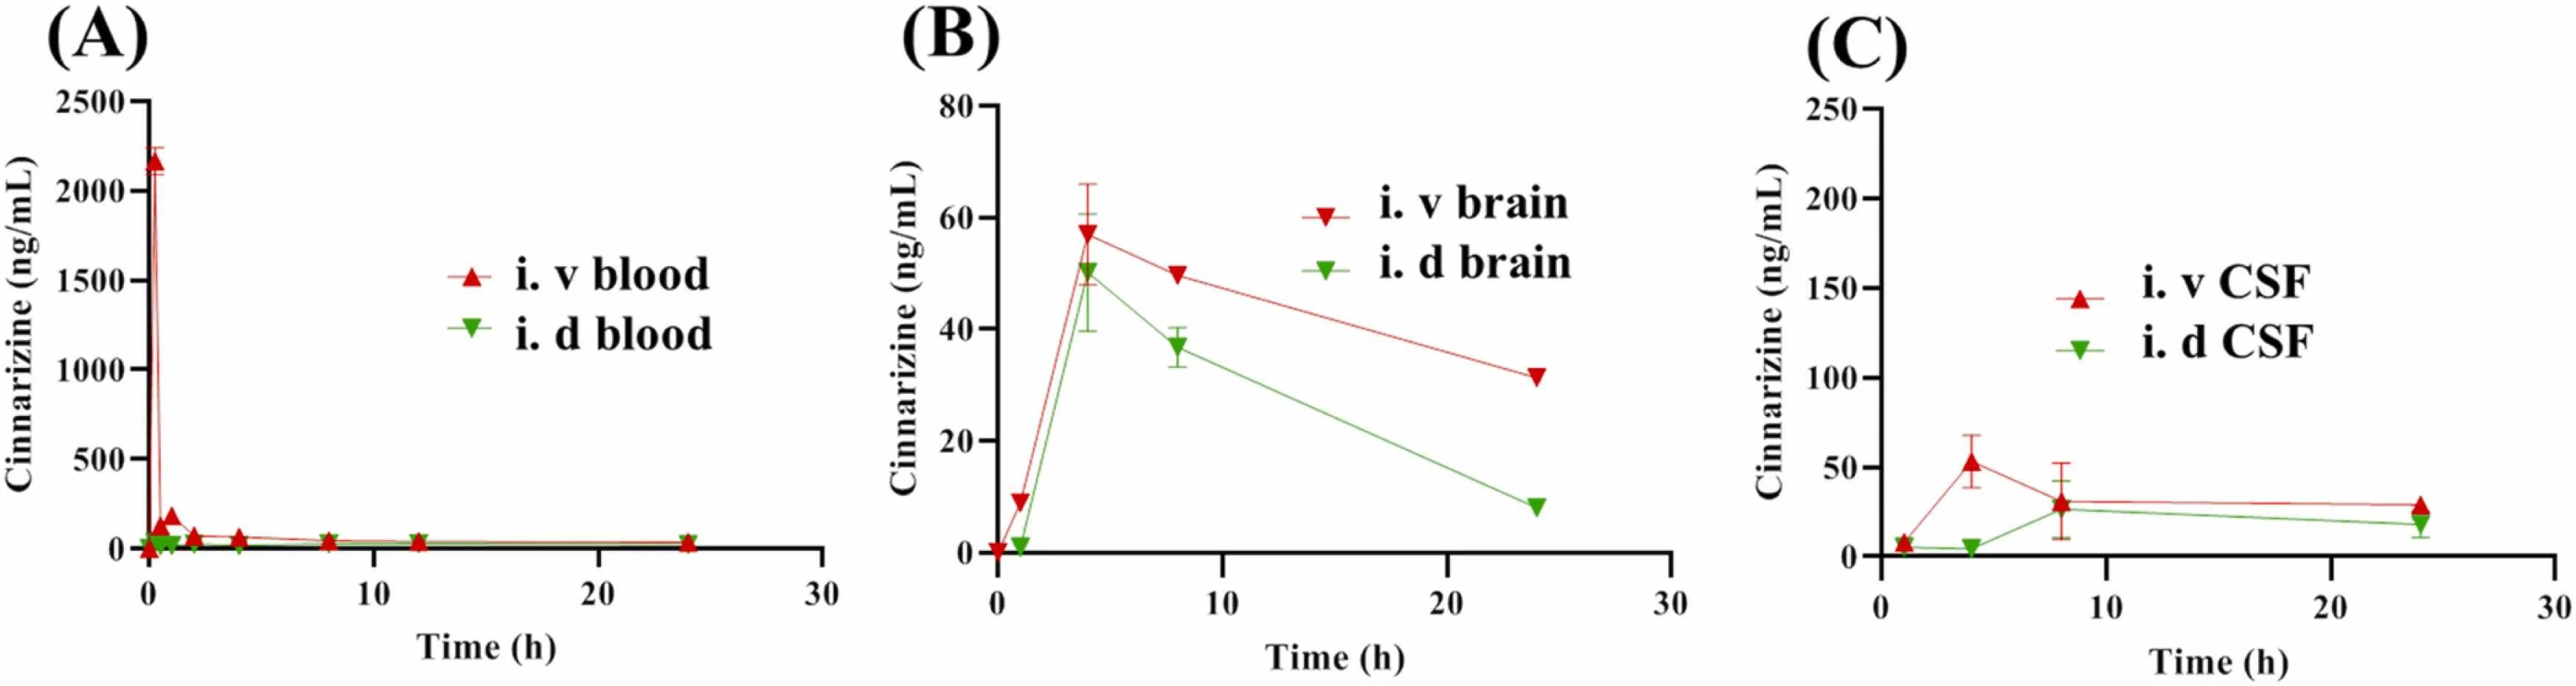 (A)
Cinnarizine (ng/mL)
2500
2000
1500
1000
500
0
i. v blood
i. d blood
0 10 20 30
Time (h)
(B)
Cinnarizine (ng/mL)
80
60
40
20
0
i. v brain
i. d brain
0 10 20 30
Time (h)
(C)
Cinnarizine (ng/mL)
250
200
150
100
50
0
i. v CSF
i. d CSF
0 10 20 30
Time (h)